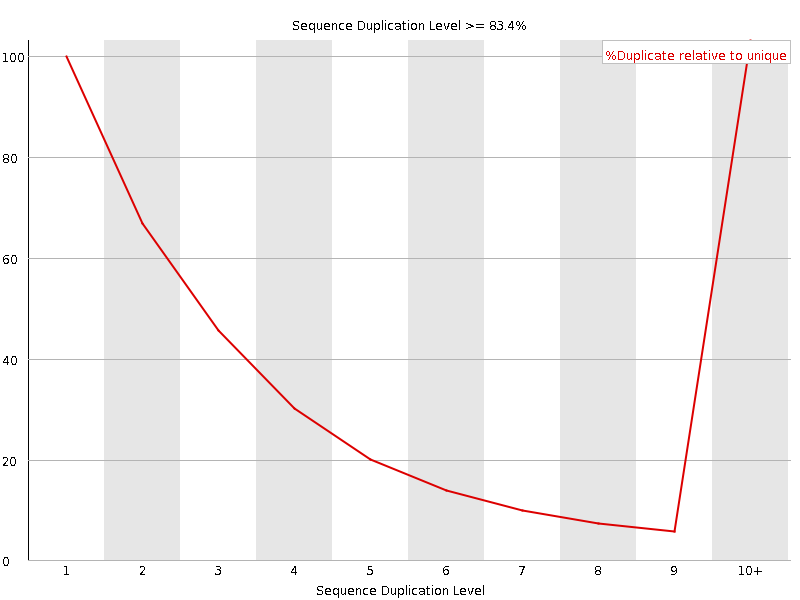 Sequence Duplication Level >= 83.4%
%Duplicate relative to unique
100
80
60
40
20
0
1 2 3 4 5 6 7 8 9 10+
Sequence Duplication Level